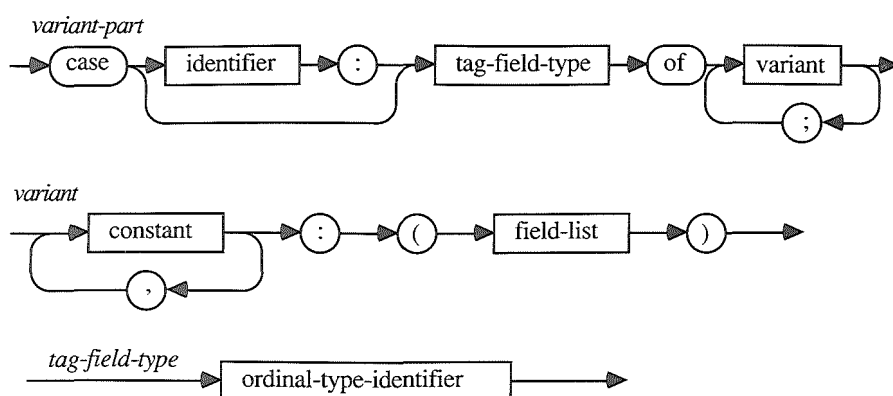 variant-part
case identifier : tag-field-type of variant
;
variant
constant : ( field-list )
,
tag-field-type
ordinal-type-identifier